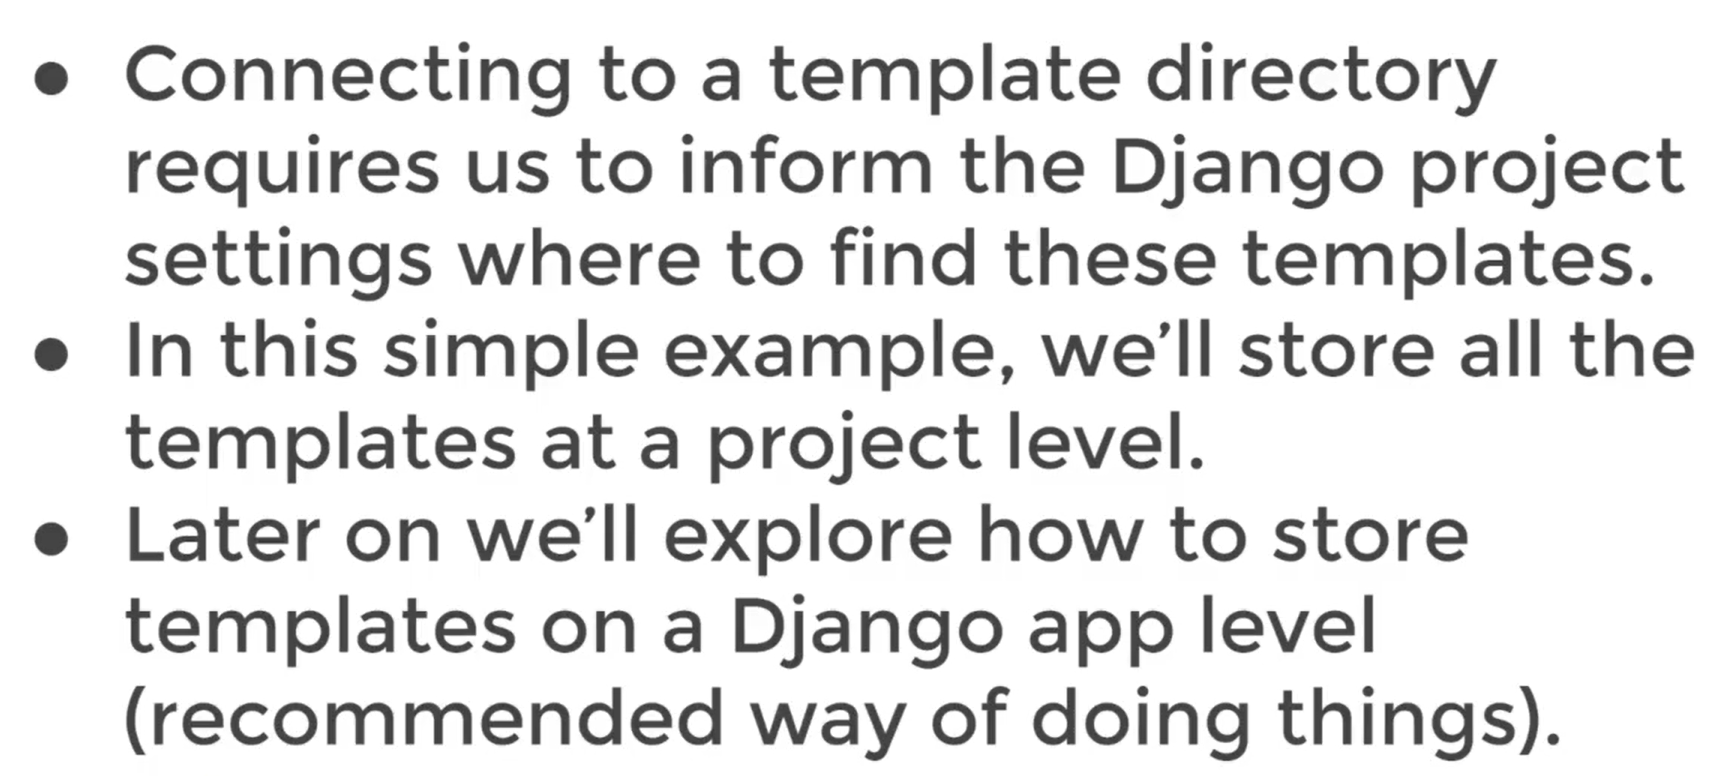 ● Connecting to a template directory
requires us to inform the Django project
settings where to find these templates.
● In this simple example, we’ll store all the
templates at a project level.
● Later on we’ll explore how to store
templates on a Django app level
(recommended way of doing things).